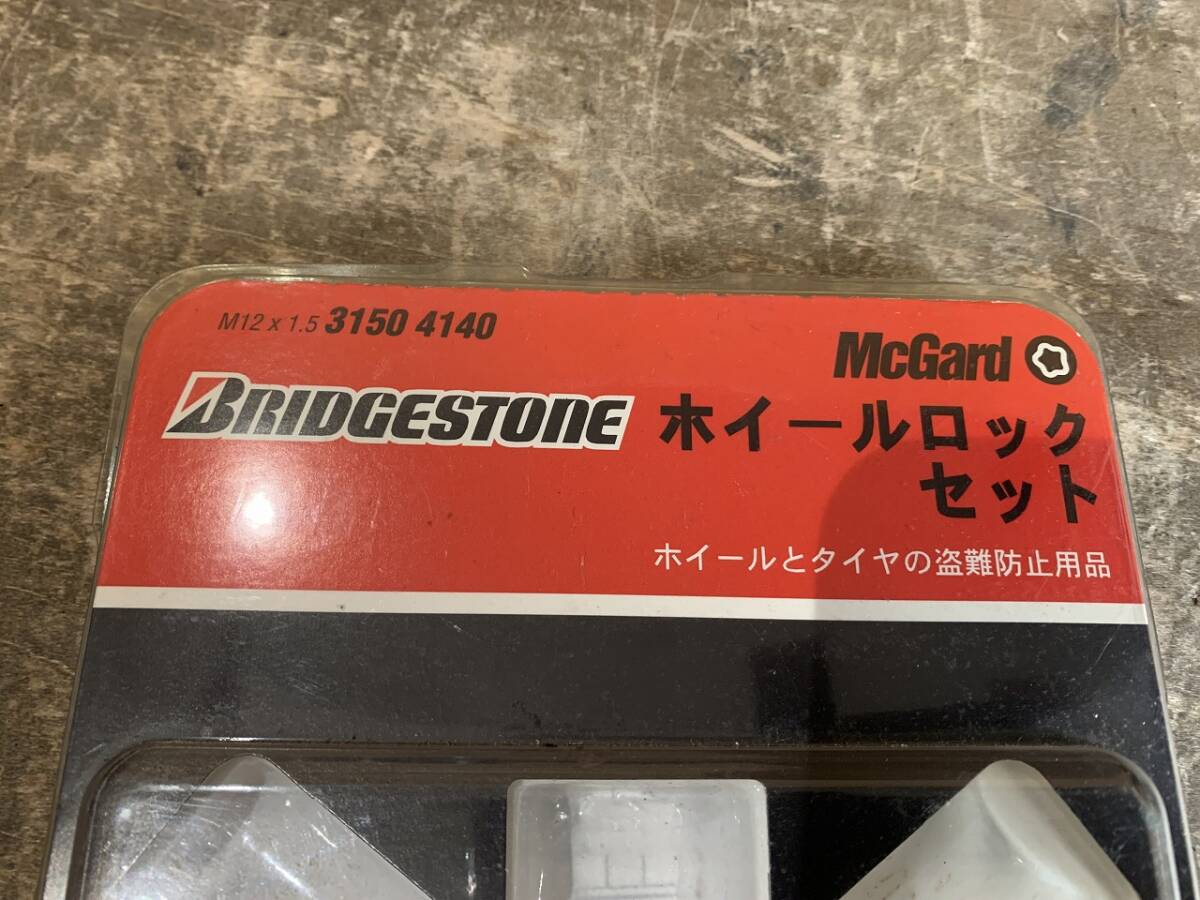 M12 x 1.5 3150 4140
McGard
BRIDGESTONE ホイールロック
セット
ホイールとタイヤの盗難防止用品